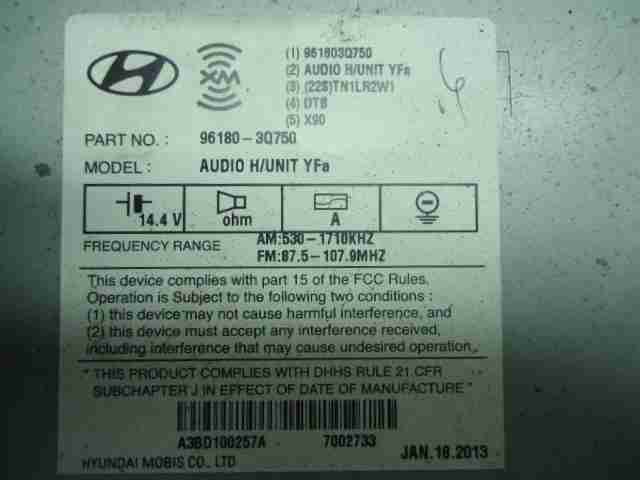 XM
(1) 961803Q750
(2) AUDIO H/UNIT YFa
(3) (228)TN1LR2W1
(4) DTB
(5) X90
PART NO. : 96180-3Q750
MODEL : AUDIO H/UNIT YFa
14.4 V
ohm
A
FREQUENCY RANGE AM:530-1710KHZ
FM:87.5-107.9MHZ
This device complies with part 15 of the FCC Rules.
Operation is Subject to the following two conditions :
(1) this device may not cause harmful interference, and
(2) this device must accept any interference received,
including interference that may cause undesired operation.
" THIS PRODUCT COMPLIES WITH DHHS RULE 21 CFR
SUBCHAPTER J IN EFFECT OF DATE OF MANUFACTURE "
A3BD100257A 7002733
JAN.18.2013
HYUNDAI MOBIS CO., LTD